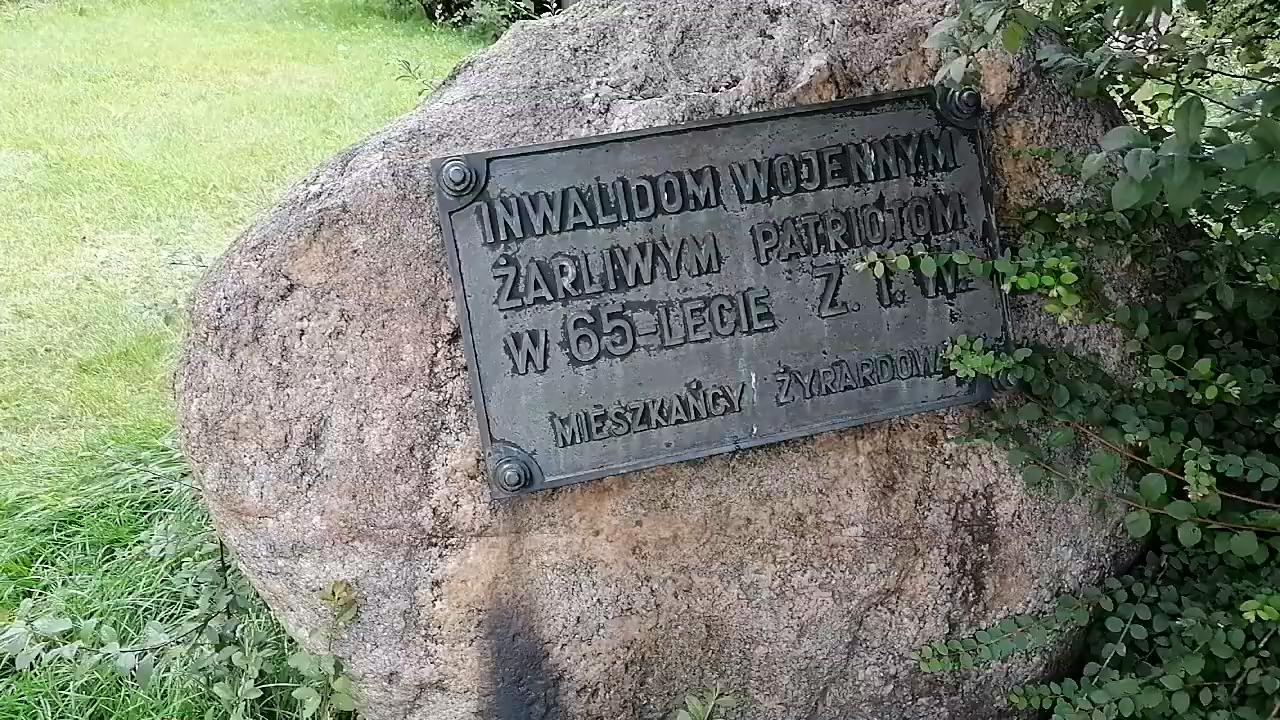 INWALIDOM WOJENNYM
ŻARLIWYM PATRIOTOM
W 65-LECIE Z. I. W.
MIESZKAŃCY ŻYRARDOWA